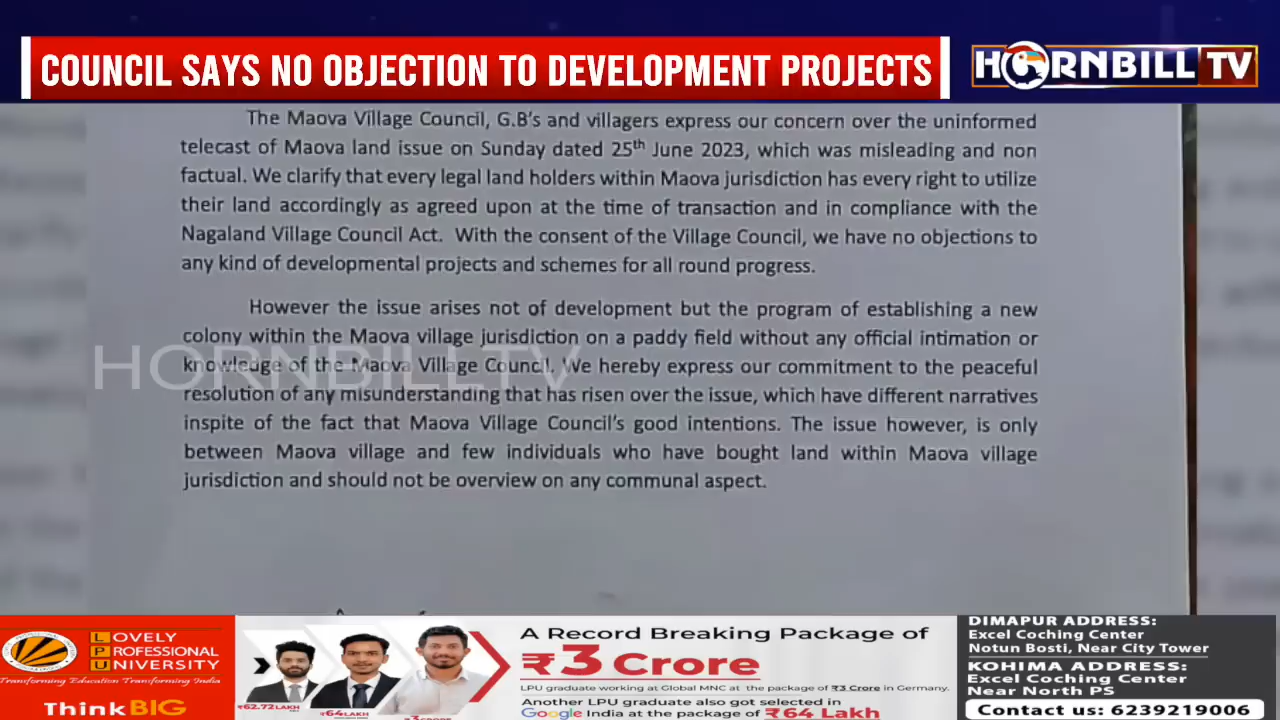 COUNCIL SAYS NO OBJECTION TO DEVELOPMENT PROJECTS
HORNBILL TV
The Maova Village Council, G.B's and villagers express our concern over the uninformed
telecast of Maova land issue on Sunday dated 25th June 2023, which was misleading and non
factual. We clarify that every legal land holders within Maova jurisdiction has every right to utilize
their land accordingly as agreed upon at the time of transaction and in compliance with the
Nagaland Village Council Act. With the consent of the Village Council, we have no objections to
any kind of developmental projects and schemes for all round progress.
However the issue arises not of development but the program of establishing a new
colony within the Maova village jurisdiction on a paddy field without any official intimation or
knowledge of the Maova Village Council. We hereby express our commitment to the peaceful
resolution of any misunderstanding that has risen over the issue, which have different narratives
inspite of the fact that Maova Village Council's good intentions. The issue however, is only
between Maova village and few individuals who have bought land within Maova village
jurisdiction and should not be overview on any communal aspect.
HORNBILL TV
LOVELY
PROFESSIONAL
UNIVERSITY
Transforming Education Transforming India
Think BIG
₹62.72LAKH
₹64LAKH
₹3CRORE
A Record Breaking Package of
₹3 Crore
LPU graduate working at Global MNC at the package of ₹3 Crore in Germany.
Another LPU graduate also got selected in
Google India at the package of ₹64 Lakh
DIMAPUR ADDRESS:
Excel Coching Center
Notun Bosti, Near City Tower
KOHIMA ADDRESS:
Excel Coching Center
Near North PS
Contact us: 6239219006